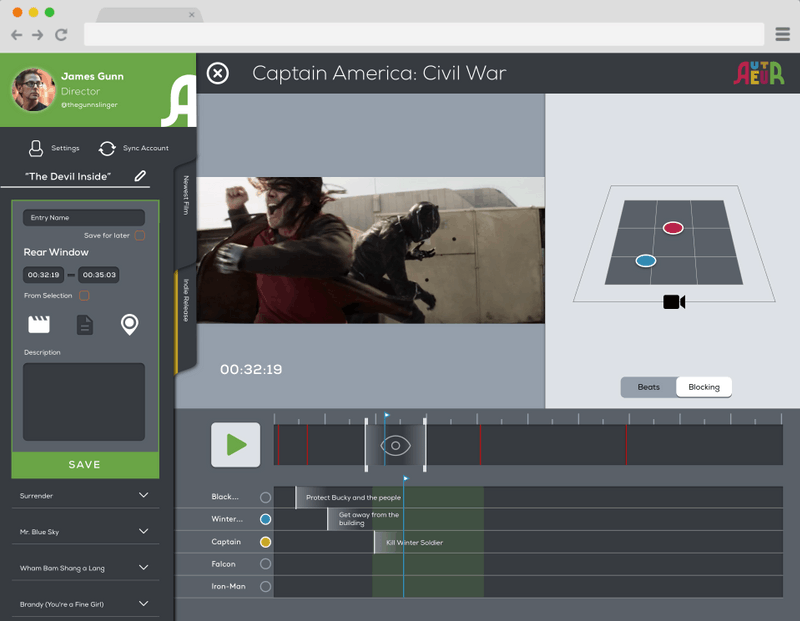 James Gunn
Director
@thegunnslinger
Settings
Sync Account
"The Devil Inside"
Entry Name
Save for later
Rear Window
00:32:19 — 00:35:03
From Selection
Description
SAVE
Surrender
Mr. Blue Sky
Wham Bam Shang a Lang
Brandy (You're a Fine Girl)
Newest Film
Indie Release
Captain America: Civil War
AUTEUR
00:32:19
Beats
Blocking
Black...
Protect Bucky and the people
Winter...
Get away from the
building
Captain
Kill Winter Soldier
Falcon
Iron-Man